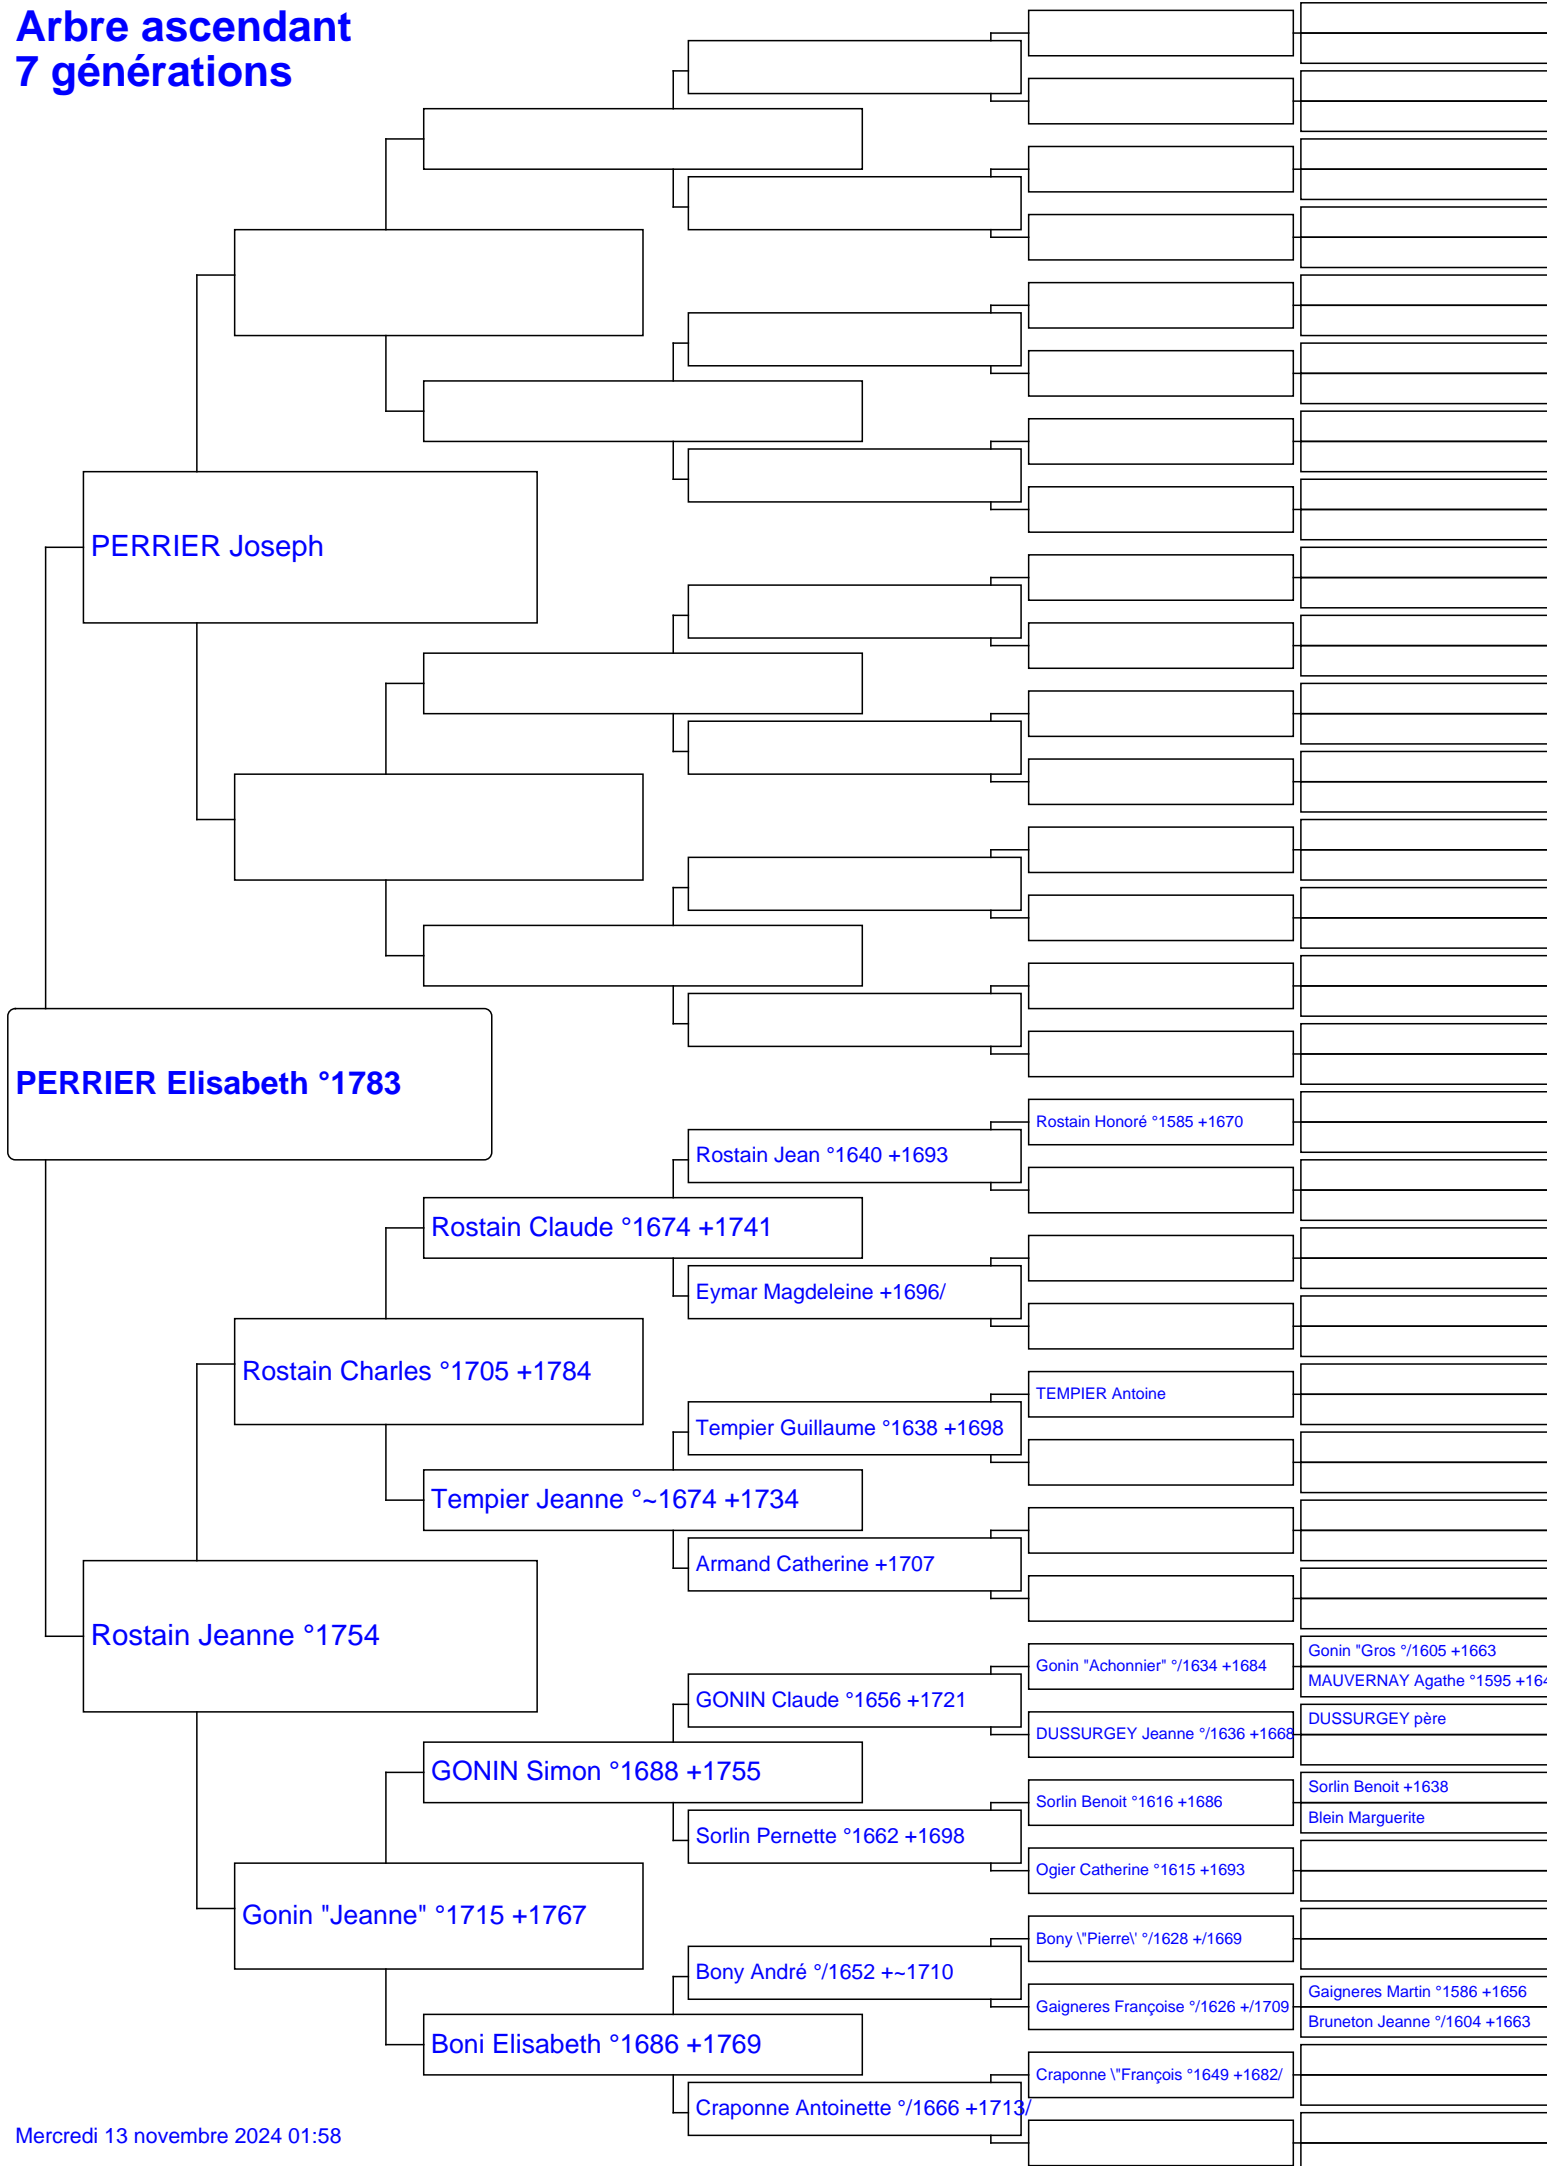 Arbre ascendant
7 générations
PERRIER Joseph
PERRIER Elisabeth °1783
Rostain Honoré °1585 +1670
Rostain Jean °1640 +1693
Rostain Claude °1674 +1741
Eymar Magdeleine +1696/
Rostain Charles °1705 +1784
TEMPIER Antoine
Tempier Guillaume °1638 +1698
Tempier Jeanne °~1674 +1734
Armand Catherine +1707
Rostain Jeanne °1754
Gonin "Gros °/1605 +1663
Gonin "Achonnier" °/1634 +1684
MAUVERNAY Agathe °1595 +164
GONIN Claude °1656 +1721
DUSSURGEY père
DUSSURGEY Jeanne °/1636 +1668
GONIN Simon °1688 +1755
Sorlin Benoit +1638
Sorlin Benoit °1616 +1686
Blein Marguerite
Sorlin Pernette °1662 +1698
Ogier Catherine °1615 +1693
Gonin "Jeanne" °1715 +1767
Bony \"Pierre\' °/1628 +/1669
Bony André °/1652 +~1710
Gaigneres Martin °1586 +1656
Gaigneres Françoise °/1626 +/1709
Bruneton Jeanne °/1604 +1663
Boni Elisabeth °1686 +1769
Craponne \"François °1649 +1682/
Craponne Antoinette °/1666 +1713/
Mercredi 13 novembre 2024 01:58